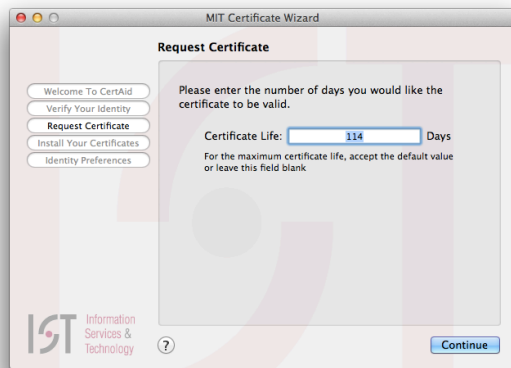 MIT Certificate Wizard
Request Certificate
Welcome To CertAid
Verify Your Identity
Request Certificate
Install Your Certificates
Identity Preferences
Please enter the number of days you would like the
certificate to be valid.
Certificate Life: 114 Days
For the maximum certificate life, accept the default value
or leave this field blank
IST Information
Services &
Technology
? Continue